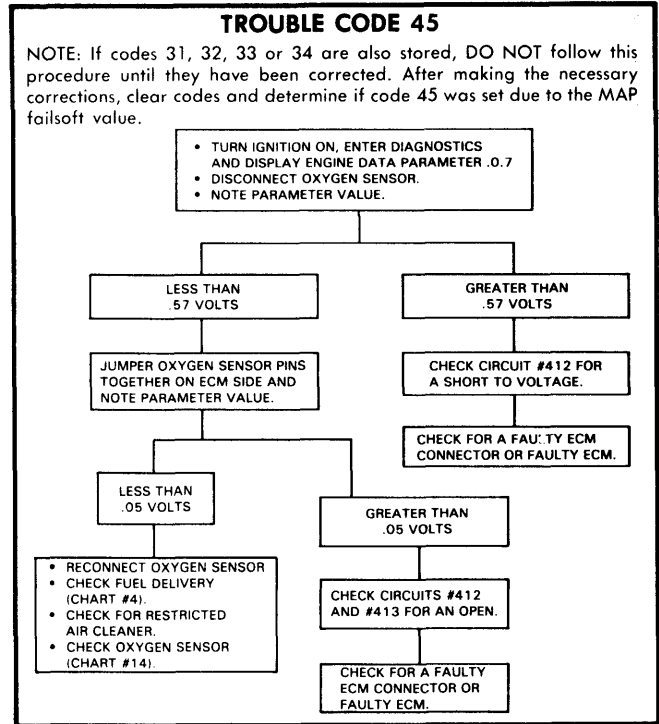 TROUBLE CODE 45
NOTE: If codes 31, 32, 33 or 34 are also stored, DO NOT follow this
procedure until they have been corrected. After making the necessary
corrections, clear codes and determine if code 45 was set due to the MAP
failsoft value.
• TURN IGNITION ON, ENTER DIAGNOSTICS
AND DISPLAY ENGINE DATA PARAMETER .0.7
• DISCONNECT OXYGEN SENSOR.
• NOTE PARAMETER VALUE.
LESS THAN
.57 VOLTS
GREATER THAN
.57 VOLTS
JUMPER OXYGEN SENSOR PINS
TOGETHER ON ECM SIDE AND
NOTE PARAMETER VALUE.
CHECK CIRCUIT #412 FOR
A SHORT TO VOLTAGE.
CHECK FOR A FAULTY ECM
CONNECTOR OR FAULTY ECM.
LESS THAN
.05 VOLTS
GREATER THAN
.05 VOLTS
• RECONNECT OXYGEN SENSOR
• CHECK FUEL DELIVERY
(CHART #4).
• CHECK FOR RESTRICTED
AIR CLEANER.
• CHECK OXYGEN SENSOR
(CHART #14).
CHECK CIRCUITS #412
AND #413 FOR AN OPEN.
CHECK FOR A FAULTY
ECM CONNECTOR OR
FAULTY ECM.